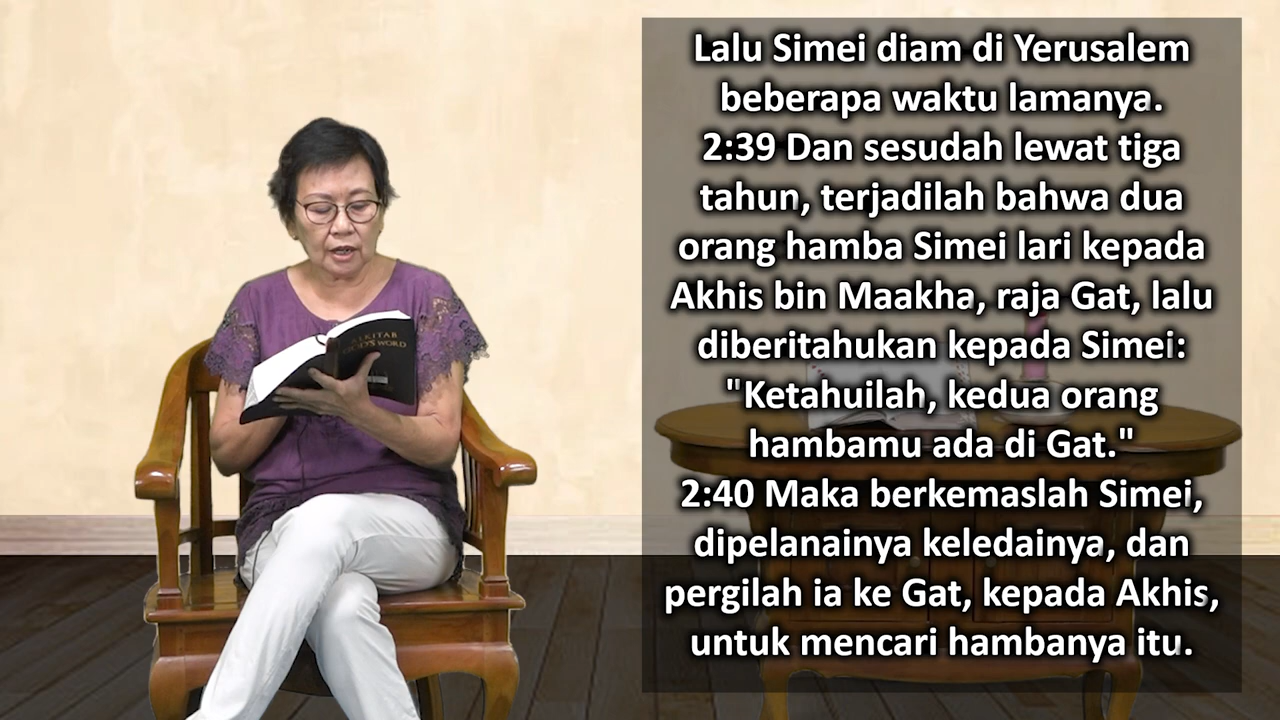 Lalu Simei diam di Yerusalem
beberapa waktu lamanya.
2:39 Dan sesudah lewat tiga
tahun, terjadilah bahwa dua
orang hamba Simei lari kepada
Akhis bin Maakha, raja Gat, lalu
diberitahukan kepada Simei:
"Ketahuilah, kedua orang
hambamu ada di Gat."
2:40 Maka berkemaslah Simei,
dipelanainya keledainya, dan
pergilah ia ke Gat, kepada Akhis,
untuk mencari hambanya itu.
ALKITAB
GOD'S WORD